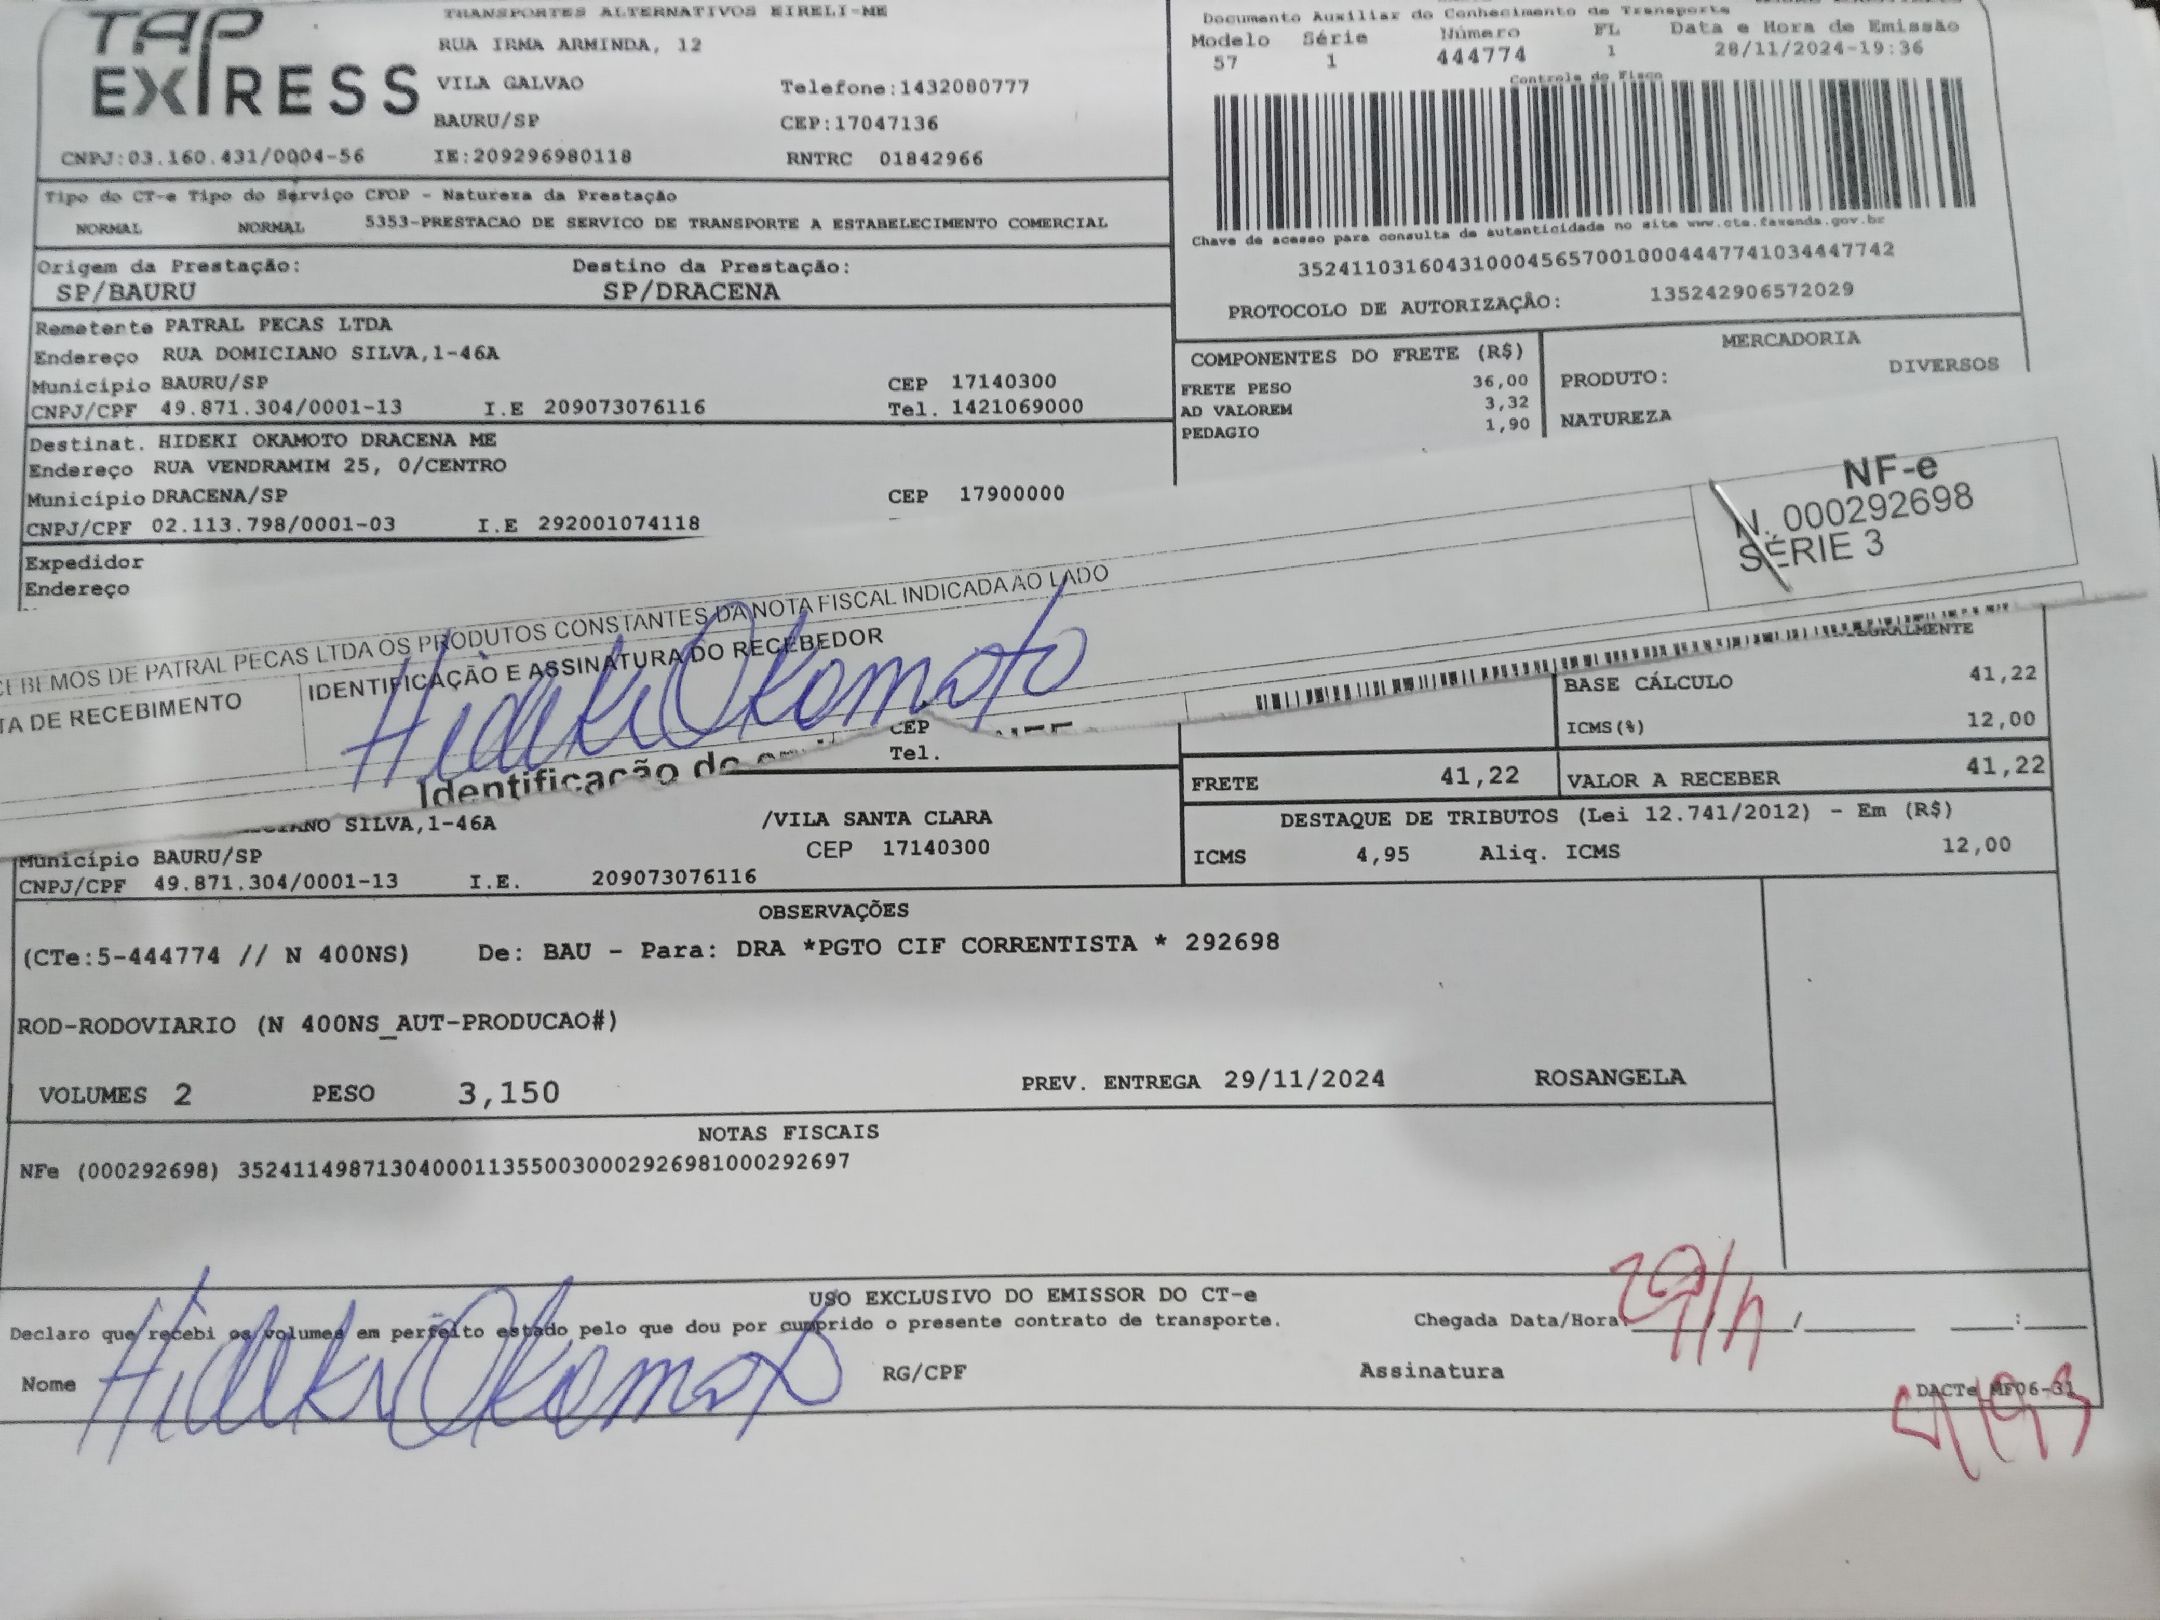 TAP EXPRESS
TRANSPORTES ALTERNATIVOS EIRELI-ME
RUA IRMA ARMINDA, 12
VILA GALVAO Telefone:1432080777
BAURU/SP CEP:17047136
CNPJ:03.160.431/0004-56 IE:209296980118 RNTRC 01842966
Documento Auxiliar do Conhecimento de Transporte
Modelo Série Número FL Data e Hora de Emissão
57 1 444774 1 28/11/2024-19:36
Controle do Fisco
Chave de acesso para consulta de autenticidade no site www.cte.fazenda.gov.br
35241103160431000456570010004447741034447742
PROTOCOLO DE AUTORIZAÇÃO: 135242906572029
Tipo do CT-e Tipo do Serviço CFOP - Natureza da Prestação
NORMAL NORMAL 5353-PRESTACAO DE SERVICO DE TRANSPORTE A ESTABELECIMENTO COMERCIAL
Origem da Prestação: Destino da Prestação:
SP/BAURU SP/DRACENA
Remetente PATRAL PECAS LTDA
Endereço RUA DOMICIANO SILVA,1-46A
Município BAURU/SP CEP 17140300
CNPJ/CPF 49.871.304/0001-13 I.E 209073076116 Tel. 1421069000
Destinat. HIDEKI OKAMOTO DRACENA ME
Endereço RUA VENDRAMIM 25, 0/CENTRO
Município DRACENA/SP CEP 17900000
CNPJ/CPF 02.113.798/0001-03 I.E 292001074118
Expedidor
Endereço
COMPONENTES DO FRETE (R$)
FRETE PESO 36,00
AD VALOREM 3,32
PEDAGIO 1,90
MERCADORIA
PRODUTO: DIVERSOS
NATUREZA
NF-e
N. 000292698
SÉRIE 3
CEBEMOS DE PATRAL PECAS LTDA OS PRODUTOS CONSTANTES DA NOTA FISCAL INDICADA AO LADO
TA DE RECEBIMENTO IDENTIFICAÇÃO E ASSINATURA DO RECEBEDOR
Hideki Okamoto
Identificação do
CEP
Tel.
BASE CÁLCULO 41,22
ICMS(%) 12,00
FRETE 41,22 VALOR A RECEBER 41,22
DESTAQUE DE TRIBUTOS (Lei 12.741/2012) - Em (R$)
ICMS 4,95 Aliq. ICMS 12,00
CIANO SILVA,1-46A /VILA SANTA CLARA
Município BAURU/SP CEP 17140300
CNPJ/CPF 49.871.304/0001-13 I.E. 209073076116
OBSERVAÇÕES
(CTe:5-444774 // N 400NS) De: BAU - Para: DRA *PGTO CIF CORRENTISTA * 292698
ROD-RODOVIARIO (N 400NS_AUT-PRODUCAO#)
VOLUMES 2 PESO 3,150 PREV. ENTREGA 29/11/2024 ROSANGELA
NOTAS FISCAIS
NFe (000292698) 35241149871304000113550030002926981000292697
USO EXCLUSIVO DO EMISSOR DO CT-e
Declaro que recebi os volumes em perfeito estado pelo que dou por cumprido o presente contrato de transporte. Chegada Data/Hora 29/11 / :
Nome Hideki Okamoto RG/CPF Assinatura
DACTe MF06-31